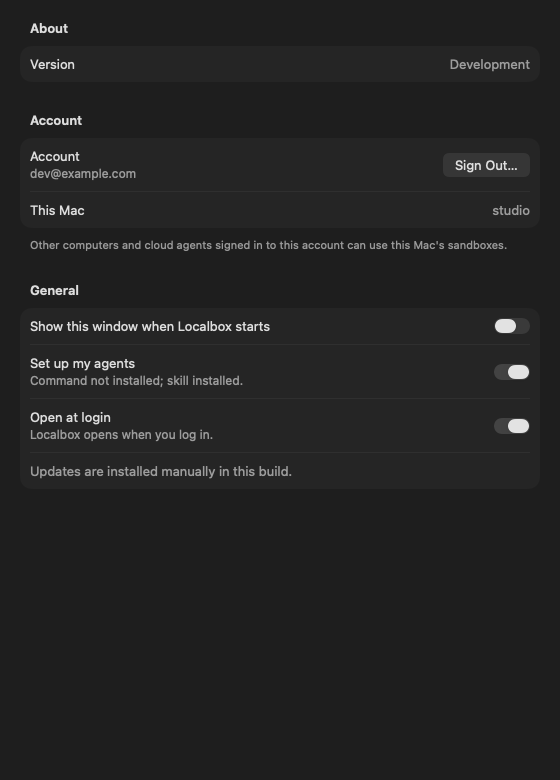 About
Version
Development
Account
Account
dev@example.com
Sign Out...
This Mac
studio
Other computers and cloud agents signed in to this account can use this Mac's sandboxes.
General
Show this window when Localbox starts
Set up my agents
Command not installed; skill installed.
Open at login
Localbox opens when you log in.
Updates are installed manually in this build.